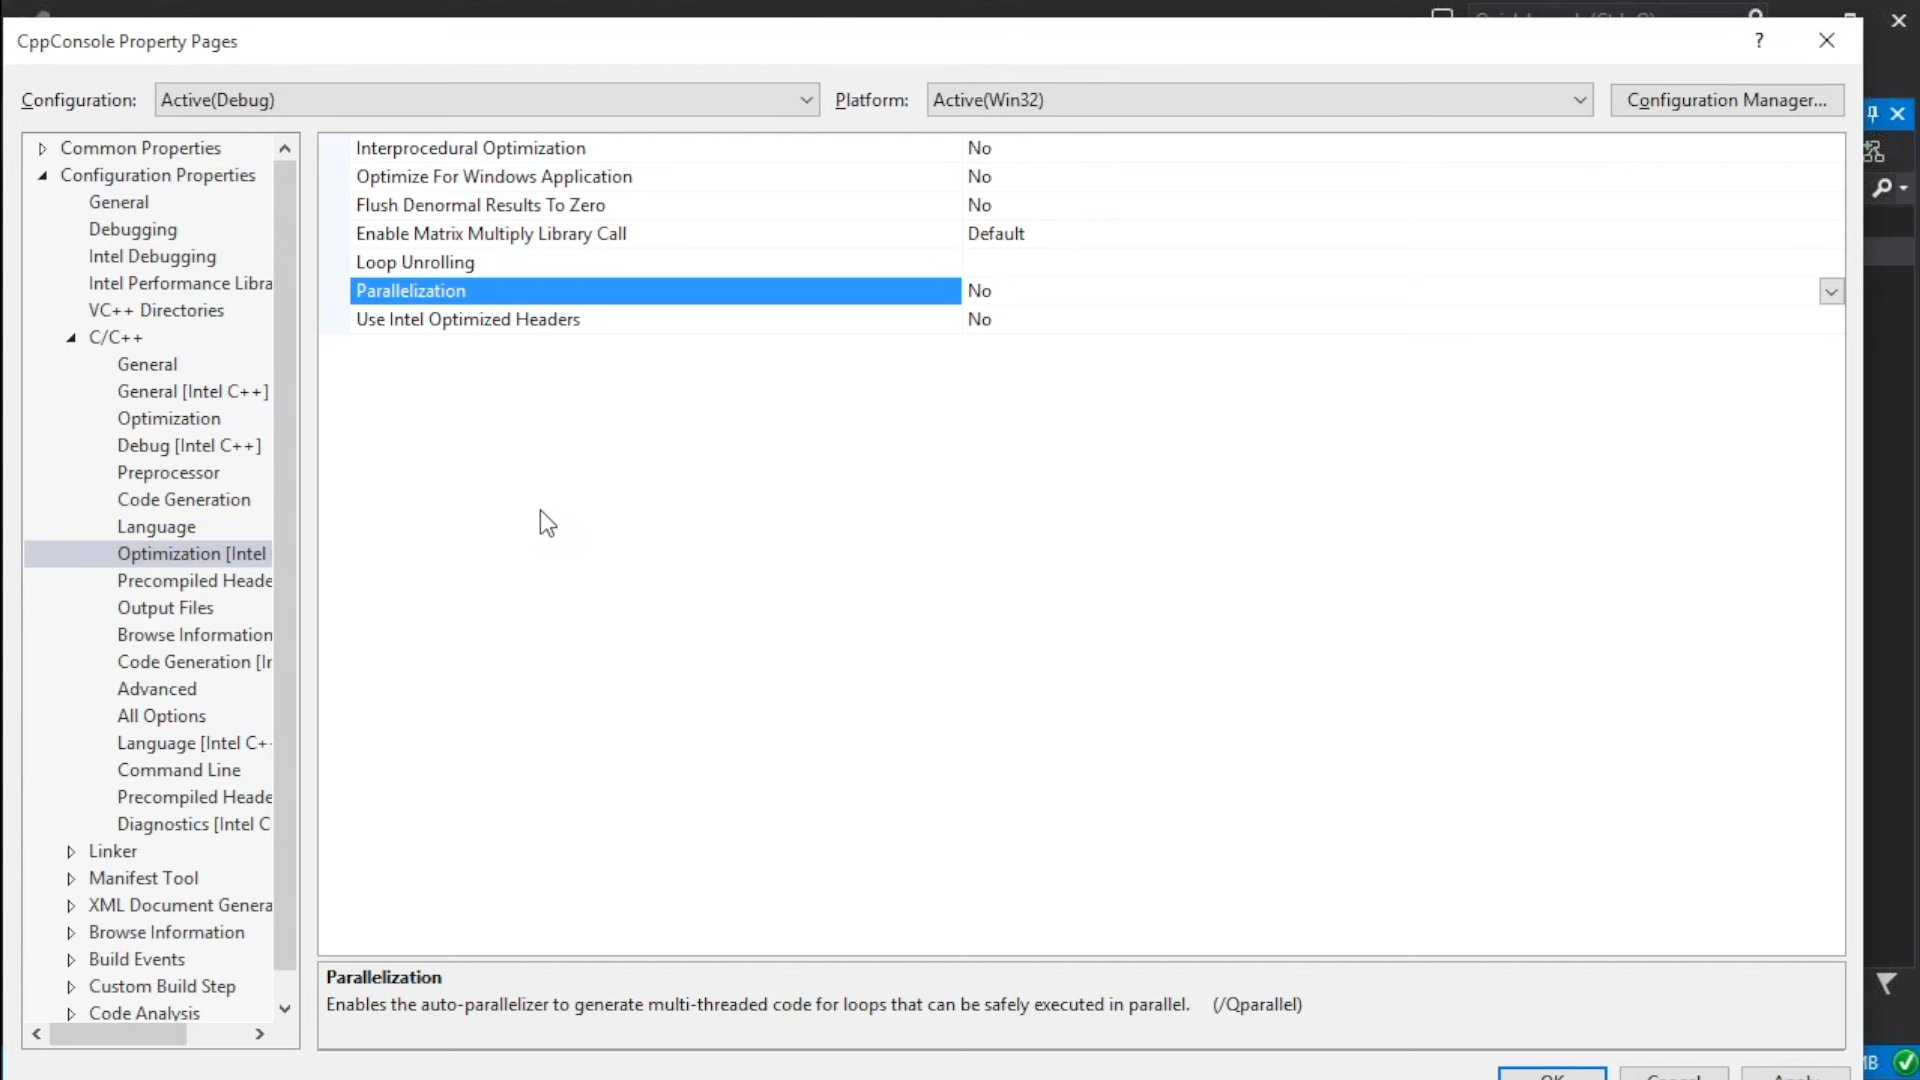 CppConsole Property Pages
?
Configuration: Active(Debug) Platform: Active(Win32) Configuration Manager...
Common Properties
Configuration Properties
General
Debugging
Intel Debugging
Intel Performance Libra
VC++ Directories
C/C++
General
General [Intel C++]
Optimization
Debug [Intel C++]
Preprocessor
Code Generation
Language
Optimization [Intel
Precompiled Heade
Output Files
Browse Information
Code Generation [Ir
Advanced
All Options
Language [Intel C+
Command Line
Precompiled Heade
Diagnostics [Intel C
Linker
Manifest Tool
XML Document Genera
Browse Information
Build Events
Custom Build Step
Code Analysis
Interprocedural Optimization No
Optimize For Windows Application No
Flush Denormal Results To Zero No
Enable Matrix Multiply Library Call Default
Loop Unrolling
Parallelization No
Use Intel Optimized Headers No
Parallelization
Enables the auto-parallelizer to generate multi-threaded code for loops that can be safely executed in parallel. (/Qparallel)
OK Cancel Apply